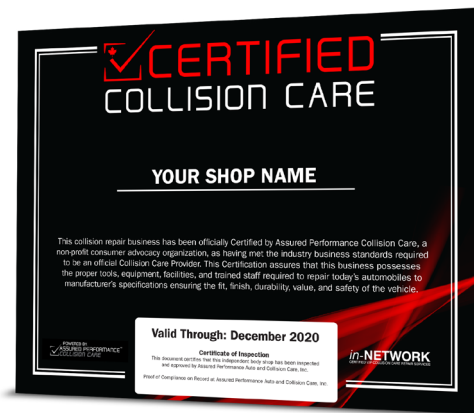 CERTIFIED
COLLISION CARE
YOUR SHOP NAME
This collision repair business has been officially Certified by Assured Performance Collision Care, a
non-profit consumer advocacy organization, as having met the industry business standards required
to be an official Collision Care Provider. This Certification assures that this business possesses
the proper tools, equipment, facilities, and trained staff required to repair today's automobiles to
manufacturer's specifications ensuring the fit, finish, durability, value, and safety of the vehicle.
Valid Through: December 2020
Certificate of Inspection
This document certifies that this independent body shop has been inspected
and approved by Assured Performance Auto and Collision Care, Inc.
Proof of Compliance on Record at Assured Performance Auto and Collision Care, Inc.
POWERED BY
ASSURED PERFORMANCE
COLLISION CARE
in-NETWORK
CERTIFIED BY COLLISION CARE REPAIR SERVICES